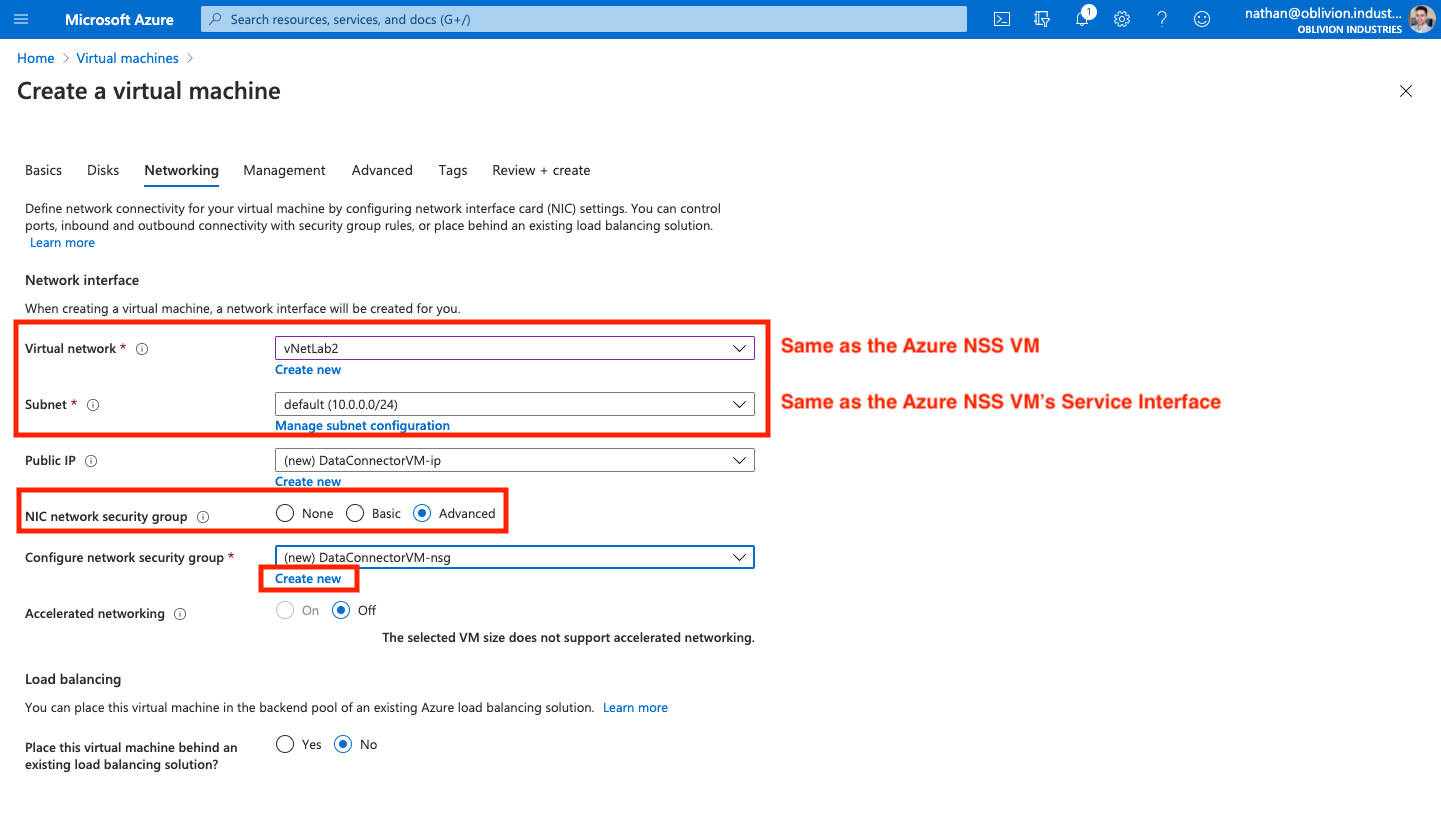 Microsoft Azure
Search resources, services, and docs (G+/)
1
nathan@oblivion.indust...
OBLIVION INDUSTRIES
Home > Virtual machines >
Create a virtual machine
Basics Disks Networking Management Advanced Tags Review + create
Define network connectivity for your virtual machine by configuring network interface card (NIC) settings. You can control
ports, inbound and outbound connectivity with security group rules, or place behind an existing load balancing solution.
Learn more
Network interface
When creating a virtual machine, a network interface will be created for you.
Virtual network * vNetLab2 Same as the Azure NSS VM
Create new
Subnet * default (10.0.0.0/24) Same as the Azure NSS VM's Service Interface
Manage subnet configuration
Public IP (new) DataConnectorVM-ip
Create new
NIC network security group None Basic Advanced
Configure network security group * (new) DataConnectorVM-nsg
Create new
Accelerated networking On Off
The selected VM size does not support accelerated networking.
Load balancing
You can place this virtual machine in the backend pool of an existing Azure load balancing solution. Learn more
Place this virtual machine behind an Yes No
existing load balancing solution?